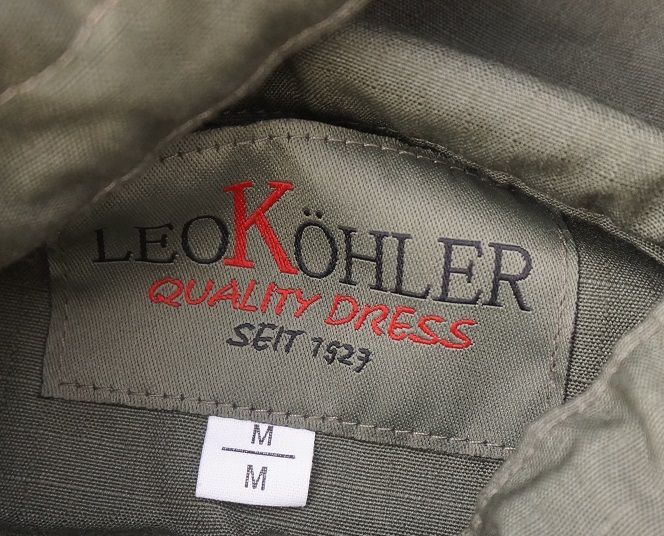 LEOKÖHLER
QUALITY DRESS
SEIT 1927
M
M